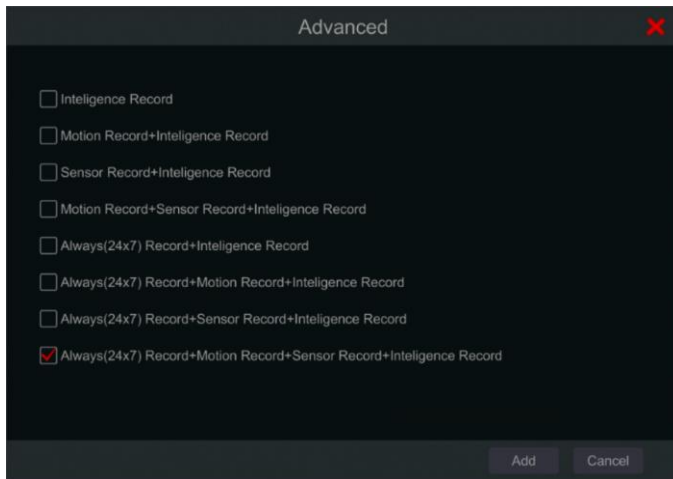 Advanced
Inteligence Record
Motion Record+Inteligence Record
Sensor Record+Inteligence Record
Motion Record+Sensor Record+Inteligence Record
Always(24x7) Record+Inteligence Record
Always(24x7) Record+Motion Record+Inteligence Record
Always(24x7) Record+Sensor Record+Inteligence Record
Always(24x7) Record+Motion Record+Sensor Record+Inteligence Record
Add Cancel